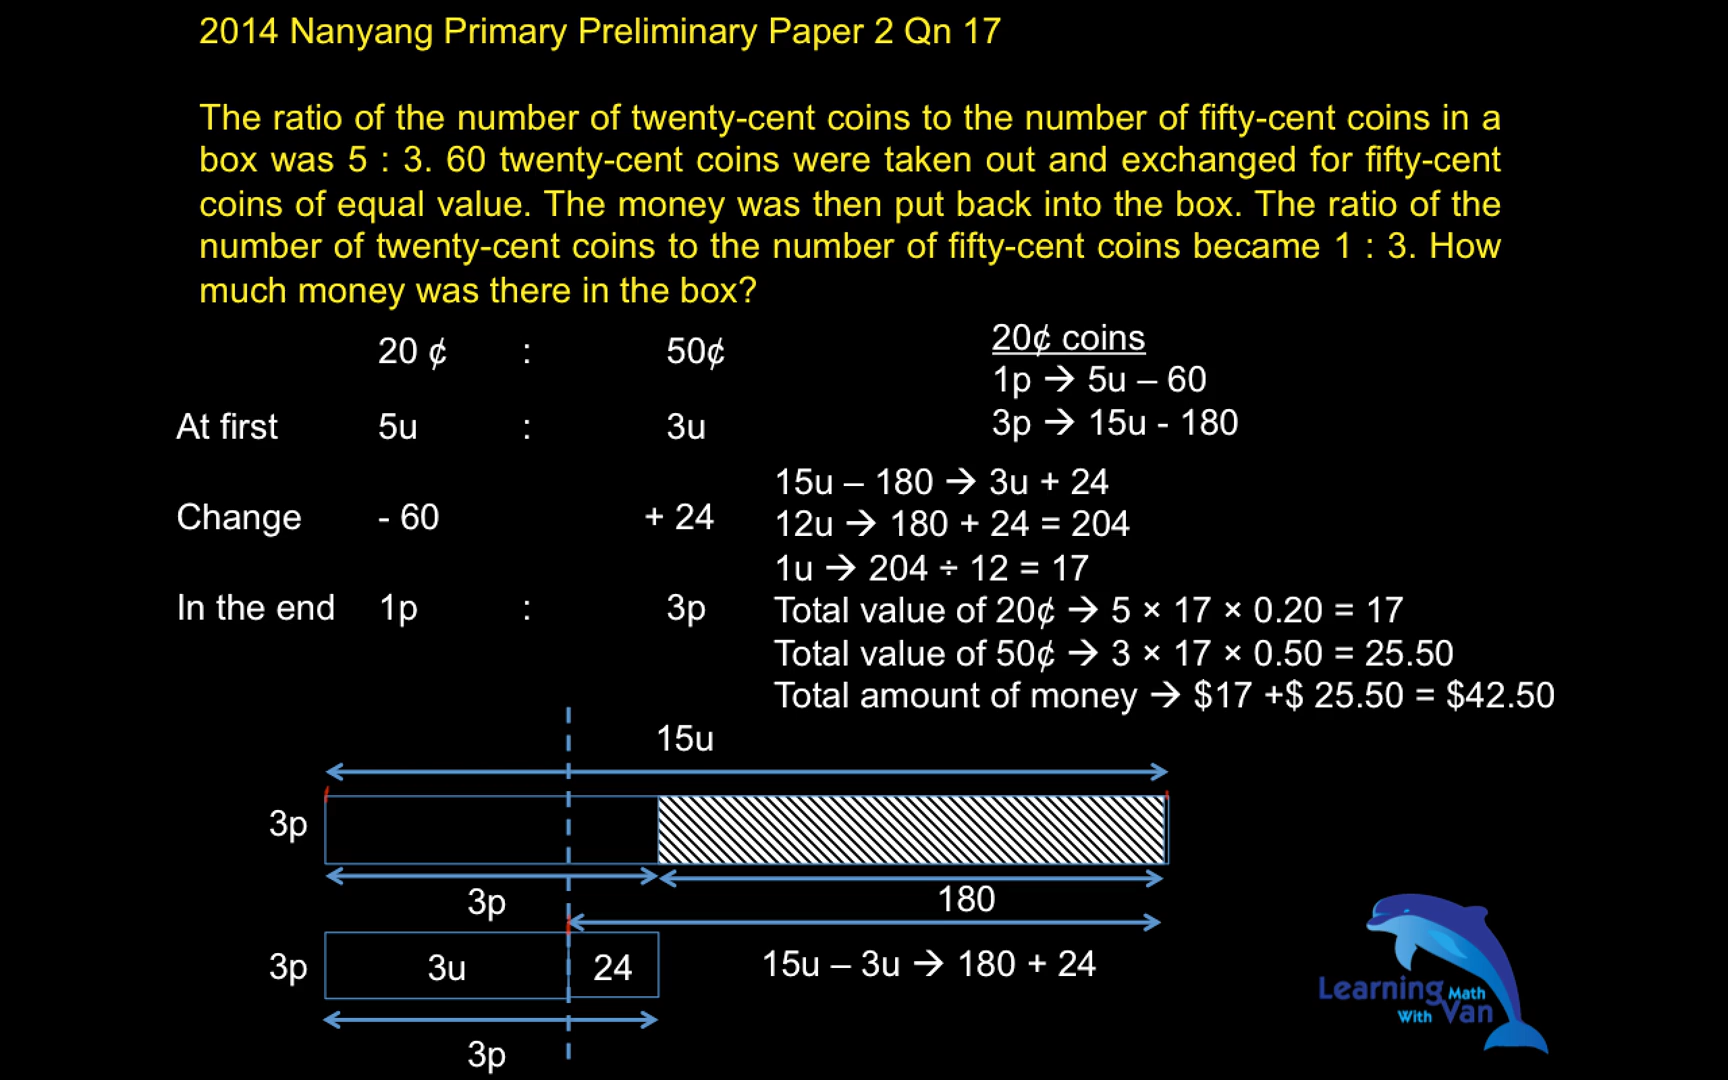 2014 Nanyang Primary Preliminary Paper 2 Qn 17
The ratio of the number of twenty-cent coins to the number of fifty-cent coins in a
box was 5 : 3. 60 twenty-cent coins were taken out and exchanged for fifty-cent
coins of equal value. The money was then put back into the box. The ratio of the
number of twenty-cent coins to the number of fifty-cent coins became 1 : 3. How
much money was there in the box?
20 ¢ : 50¢
At first 5u : 3u
Change - 60 + 24
In the end 1p : 3p
20¢ coins
1p → 5u – 60
3p → 15u - 180
15u – 180 → 3u + 24
12u → 180 + 24 = 204
1u → 204 ÷ 12 = 17
Total value of 20¢ → 5 × 17 × 0.20 = 17
Total value of 50¢ → 3 × 17 × 0.50 = 25.50
Total amount of money → $17 +$ 25.50 = $42.50
15u
3p
3p 180
3p 3u 24 15u – 3u → 180 + 24
3p
Learning Math
With Van